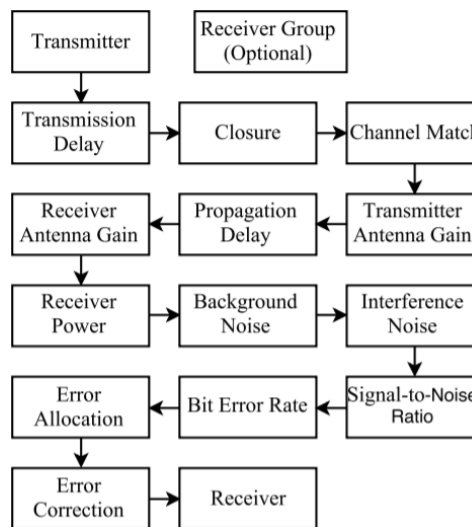 Transmitter
Receiver Group
(Optional)
Transmission
Delay
Closure
Channel Match
Receiver
Antenna Gain
Propagation
Delay
Transmitter
Antenna Gain
Receiver
Power
Background
Noise
Interference
Noise
Error
Allocation
Bit Error Rate
Signal-to-Noise
Ratio
Error
Correction
Receiver